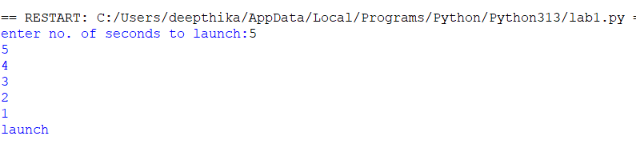 == RESTART: C:/Users/deepthika/AppData/Local/Programs/Python/Python313/lab1.py =
enter no. of seconds to launch:5
5
4
3
2
1
launch